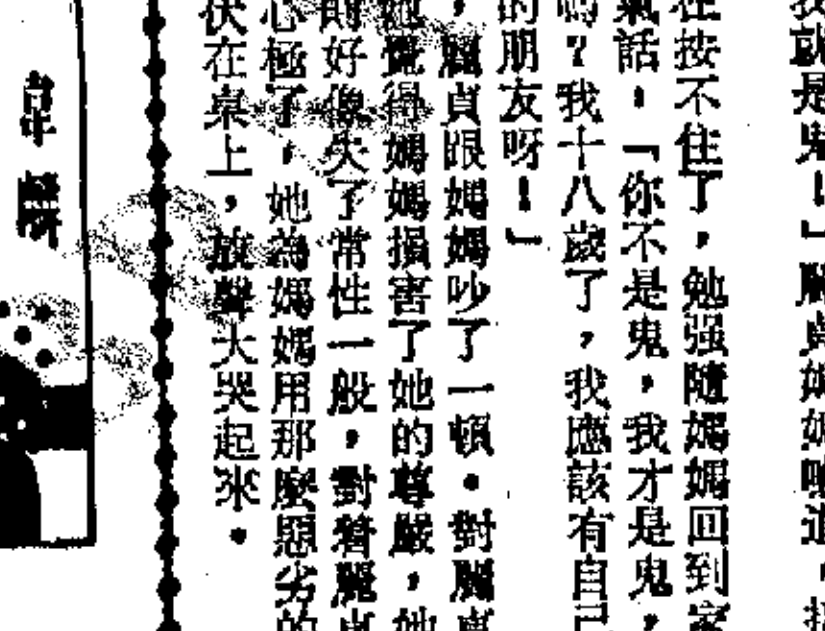 就是鬼!」麗貞媽媽嚷道,
在按不住了,勉强隨媽媽回到家
氣話!「你不是鬼,我才是鬼,
嗎?我十八歲了,我應該有自己
的朋友呀!」
,麗貞跟媽媽吵了一頓。對麗貞
她覺得媽媽損害了她的尊嚴,她
則好像失了常性一般,對着麗貞
心極了,她為媽媽用那麼惡劣的
伏在桌上,放聲大哭起來。